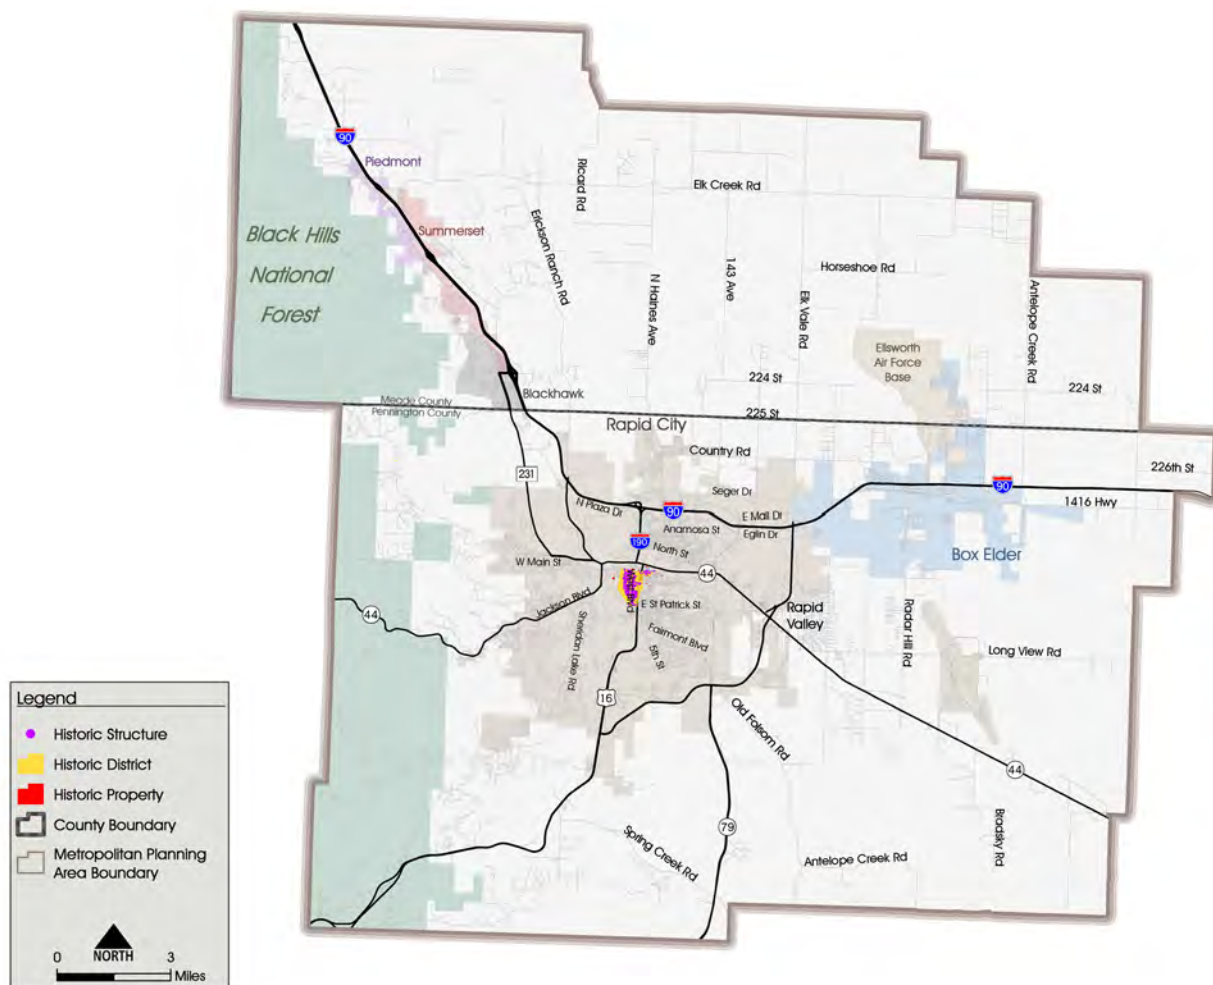 90
Piedmont
Ricard Rd
Elk Creek Rd
Summerset
Erickson Ranch Rd
Black Hills
National
Forest
Horseshoe Rd
143 Ave
N Haines Ave
Elk Vale Rd
Antelope Creek Rd
Ellsworth
Air Force
Base
224 St
224 St
Blackhawk
Meade County
Pennington County
225 St
Rapid City
Country Rd
226th St
231
Seger Dr
90
1416 Hwy
N Plaza Dr
90
E Mall Dr
Anamosa St
Eglin Dr
190
North St
Box Elder
W Main St
44
Jackson Blvd
E St Patrick St
44
Rapid
Valley
Sheridan Lake Rd
Fairmont Blvd
5th St
Radar Hill Rd
Long View Rd
16
Old Folsom Rd
44
79
Spring Creek Rd
Antelope Creek Rd
Bradsky Rd
Legend
Historic Structure
Historic District
Historic Property
County Boundary
Metropolitan Planning
Area Boundary
NORTH
0 3
Miles